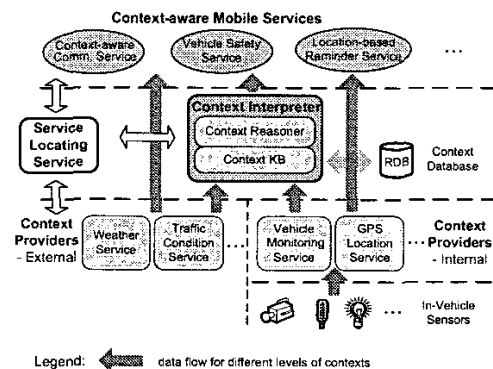 Context-aware Mobile Services
Context-aware
Comm. Service
Vehicle Safety
Service
Location-based
Reminder Service
...
Context Interpreter
Context Reasoner
Context KB
Service
Locating
Service
RDB
Context
Database
Context
Providers
- External
Weather
Service
Traffic
Condition
Service
...
Vehicle
Monitoring
Service
GPS
Location
Service
...
Context
Providers
- Internal
...
In-Vehicle
Sensors
Legend:
data flow for different levels of contexts